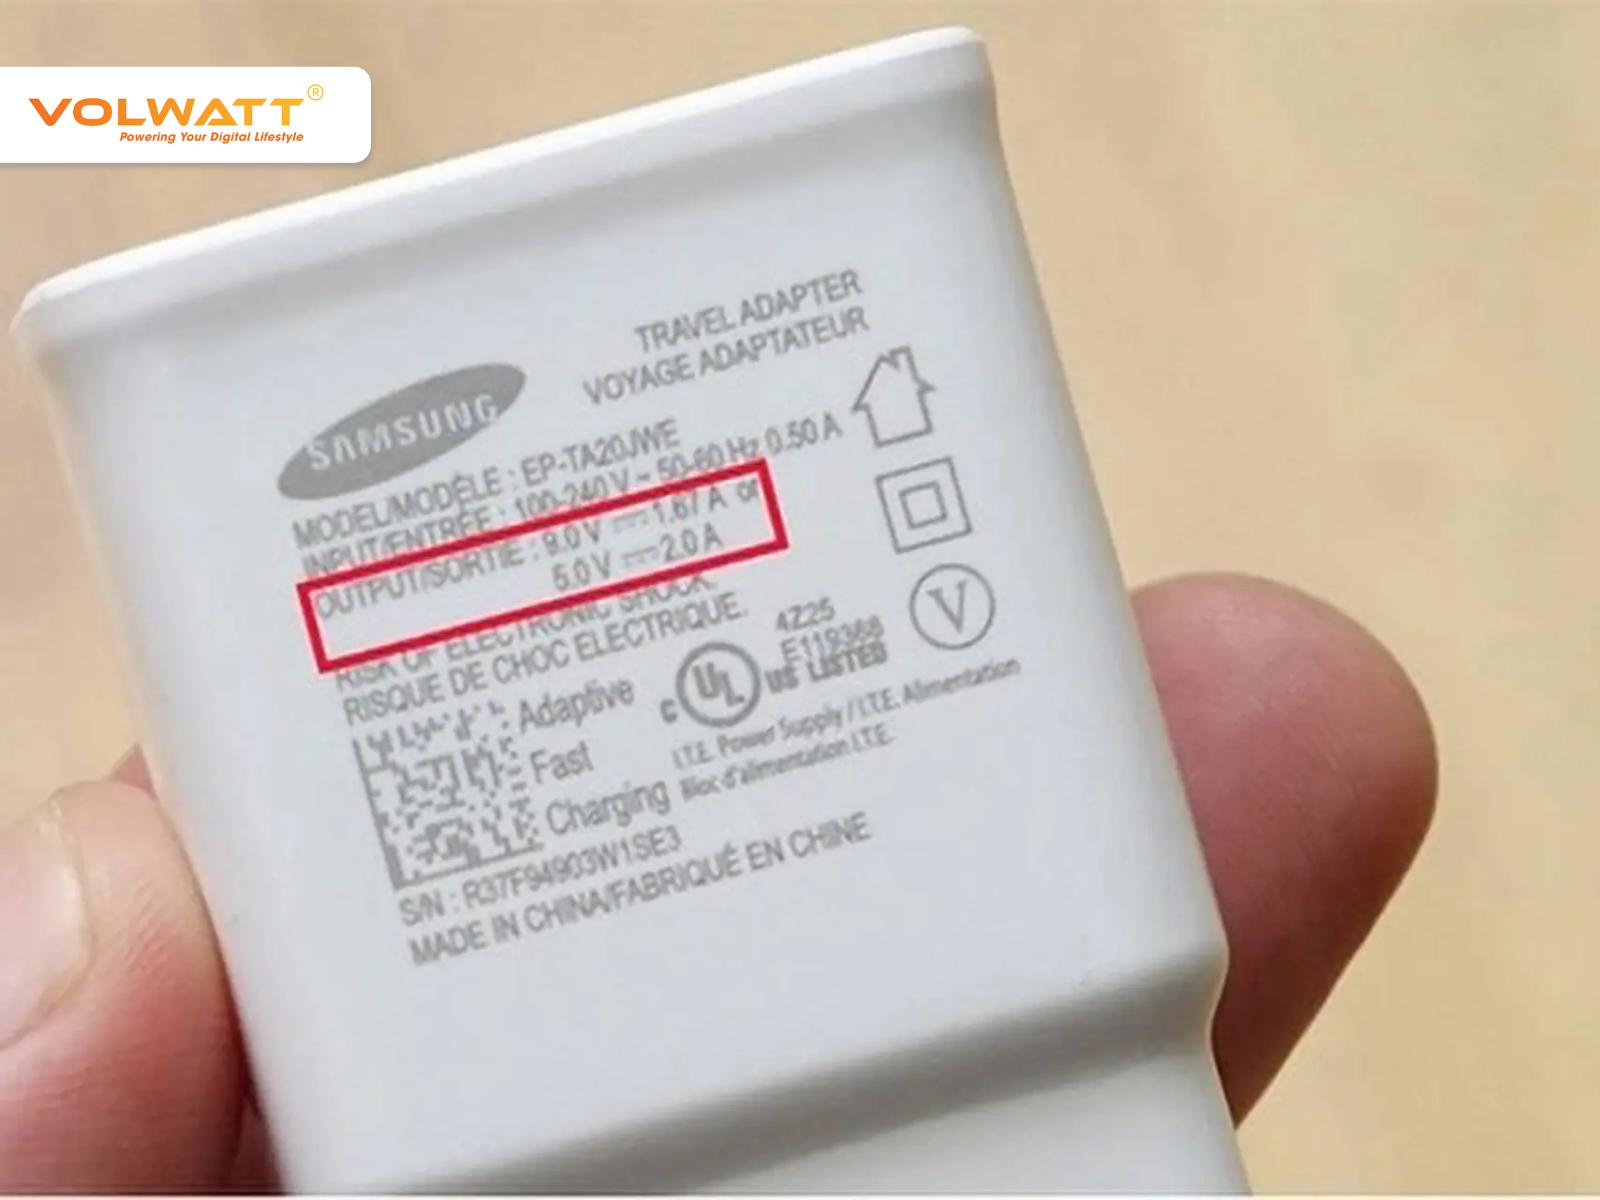 VOLWATT®
Powering Your Digital Lifestyle
TRAVEL ADAPTER
VOYAGE ADAPTATEUR
SAMSUNG
MODEL/MODÈLE : EP-TA20JWE
INPUT/ENTRÉE : 100-240 V ~ 50-60 Hz 0.50 A
OUTPUT/SORTIE : 9.0 V ⎓ 1.67 A or
5.0 V ⎓ 2.0 A
RISK OF ELECTRONIC SHOCK.
RISQUE DE CHOC ELECTRIQUE.
Adaptive
Fast
Charging
4Z25
E119368
c UL US LISTED
V
I.T.E. Power Supply / I.T.E. Alimentation
Bloc d'alimentation I.T.E.
S/N : R37F94903W1SE3
MADE IN CHINA/FABRIQUÉ EN CHINE